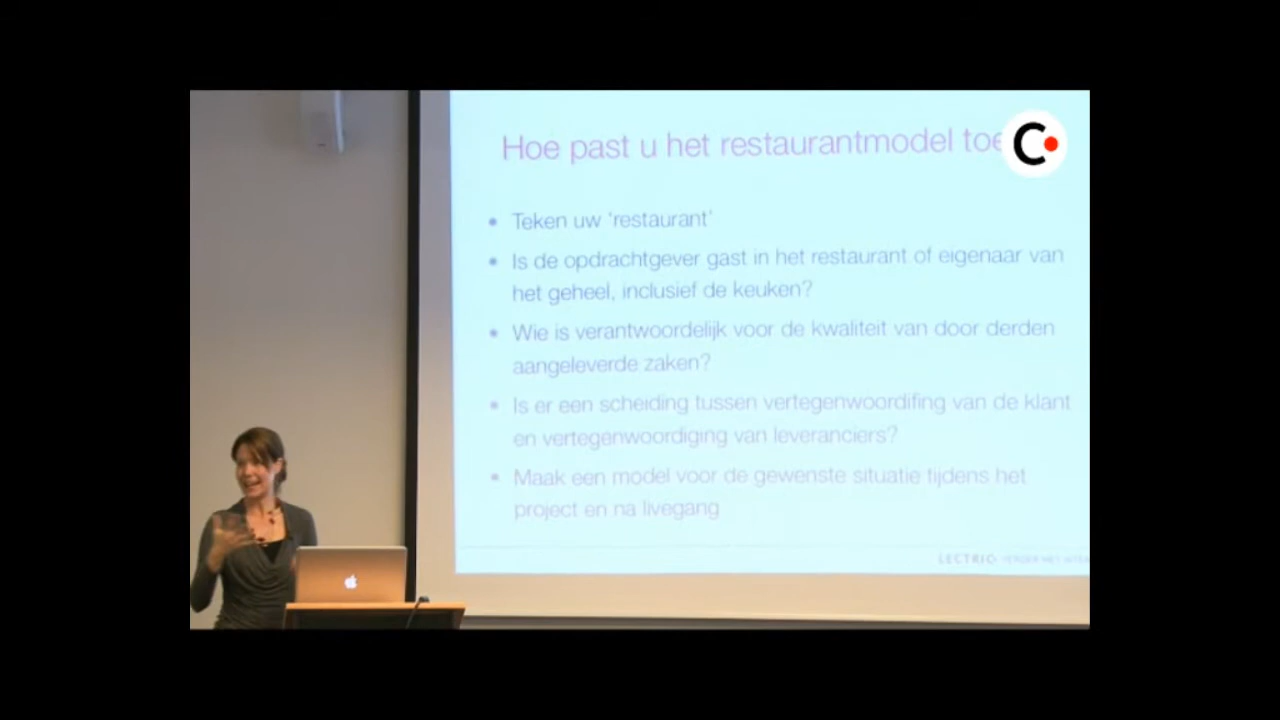 Hoe past u het restaurantmodel toe
• Teken uw 'restaurant'
• Is de opdrachtgever gast in het restaurant of eigenaar van
het geheel, inclusief de keuken?
• Wie is verantwoordelijk voor de kwaliteit van door derden
aangeleverde zaken?
• Is er een scheiding tussen vertegenwoordifing van de klant
en vertegenwoordiging van leveranciers?
• Maak een model voor de gewenste situatie tijdens het
project en na livegang
LECTRIC